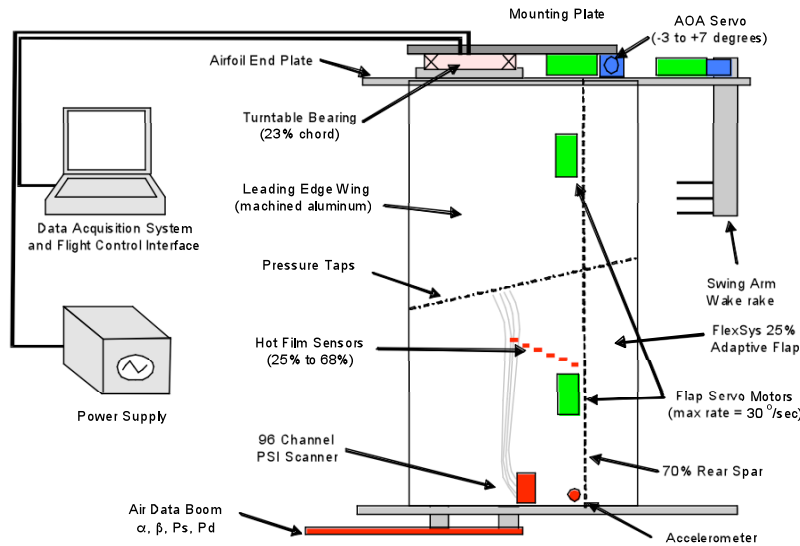 Mounting Plate
AOA Servo
(-3 to +7 degrees)
Airfoil End Plate
Turntable Bearing
(23% chord)
Leading Edge Wing
(machined aluminum)
Data Acquisition System
and Flight Control Interface
Pressure Taps
Swing Arm
Wake rake
Hot Film Sensors
(25% to 68%)
FlexSys 25%
Adaptive Flap
Power Supply
Flap Servo Motors
(max rate = 30 °/sec)
96 Channel
PSI Scanner
70% Rear Spar
Air Data Boom
α, β, Ps, Pd
Accelerometer